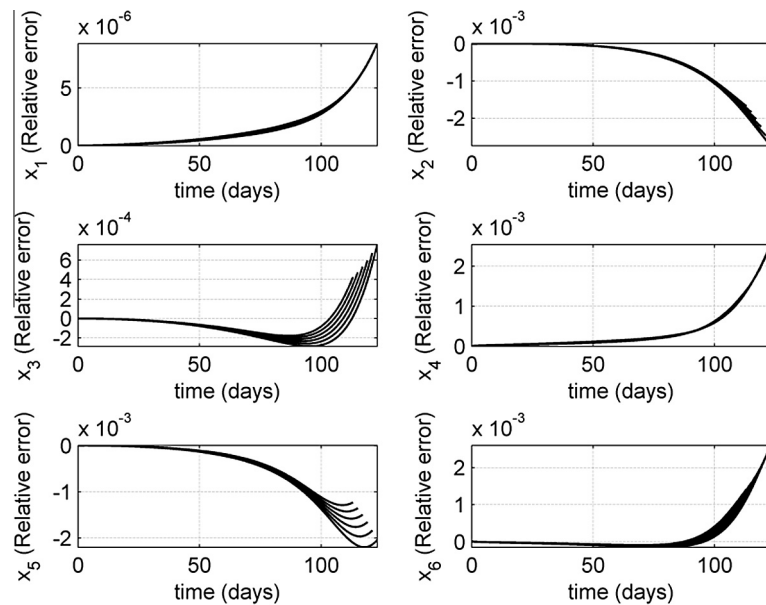 x 10^-6
x_1 (Relative error)
5
0
0
50
100
time (days)
x 10^-3
x_2 (Relative error)
0
-1
-2
0
50
100
time (days)
x 10^-4
x_3 (Relative error)
6
4
2
0
-2
0
50
100
time (days)
x 10^-3
x_4 (Relative error)
2
1
0
0
50
100
time (days)
x 10^-3
x_5 (Relative error)
0
-1
-2
0
50
100
time (days)
x 10^-3
x_6 (Relative error)
2
1
0
0
50
100
time (days)